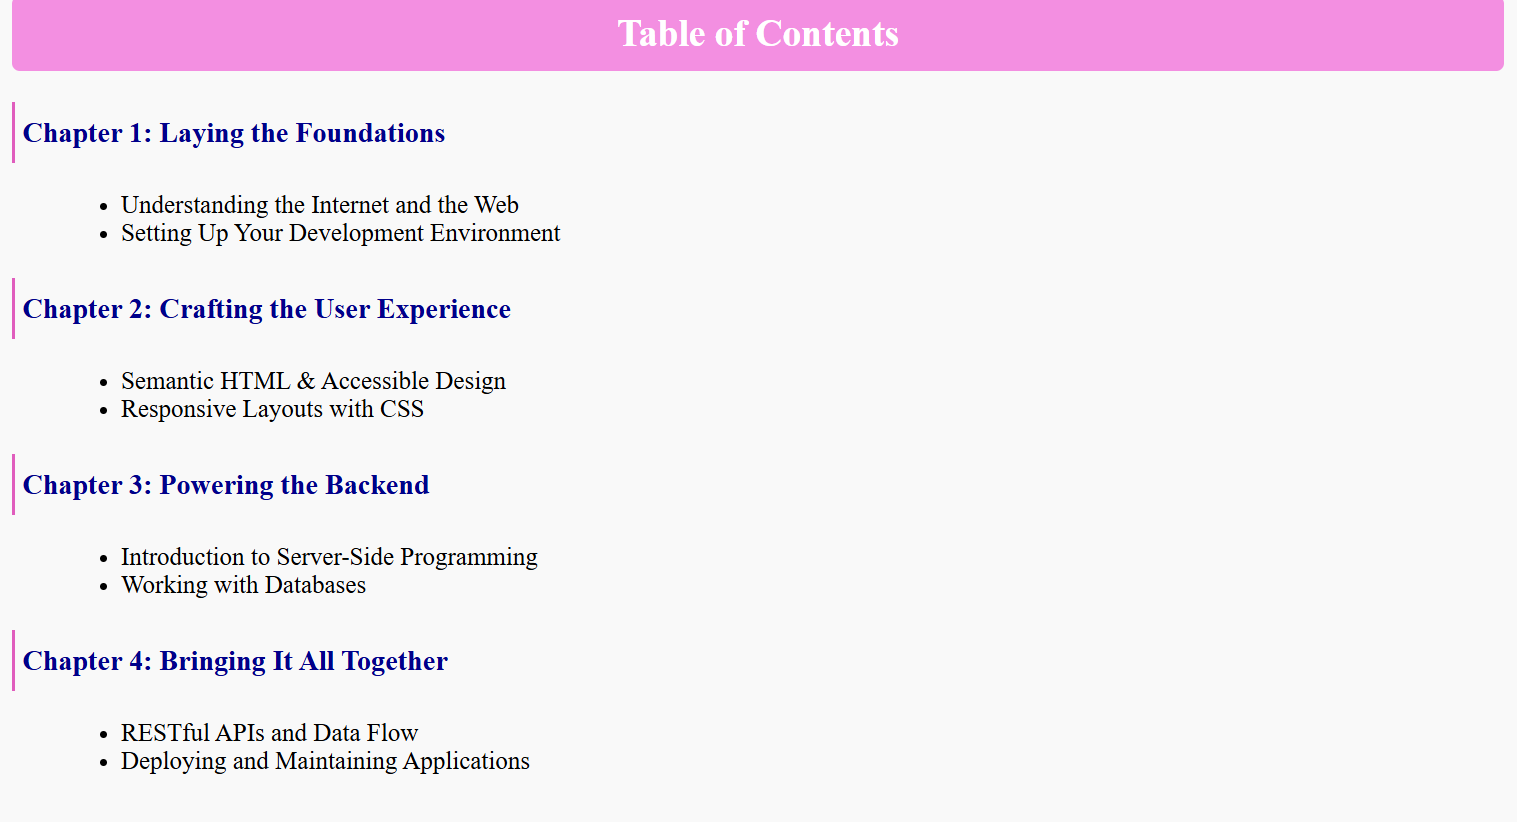 Table of Contents
Chapter 1: Laying the Foundations
Understanding the Internet and the Web
Setting Up Your Development Environment
Chapter 2: Crafting the User Experience
Semantic HTML & Accessible Design
Responsive Layouts with CSS
Chapter 3: Powering the Backend
Introduction to Server-Side Programming
Working with Databases
Chapter 4: Bringing It All Together
RESTful APIs and Data Flow
Deploying and Maintaining Applications